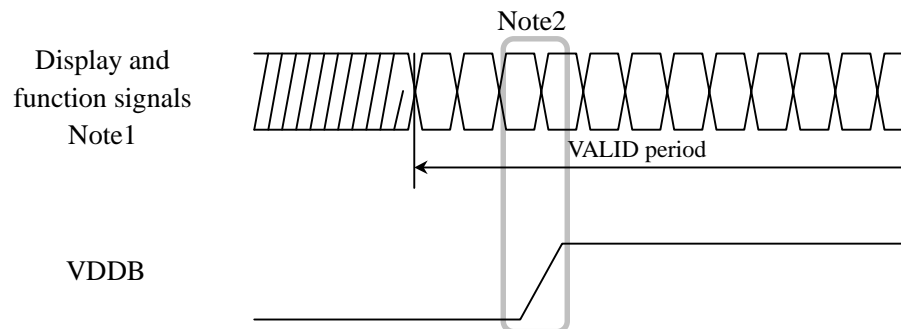 Note2
Display and
function signals
Note1
VALID period
VDDB